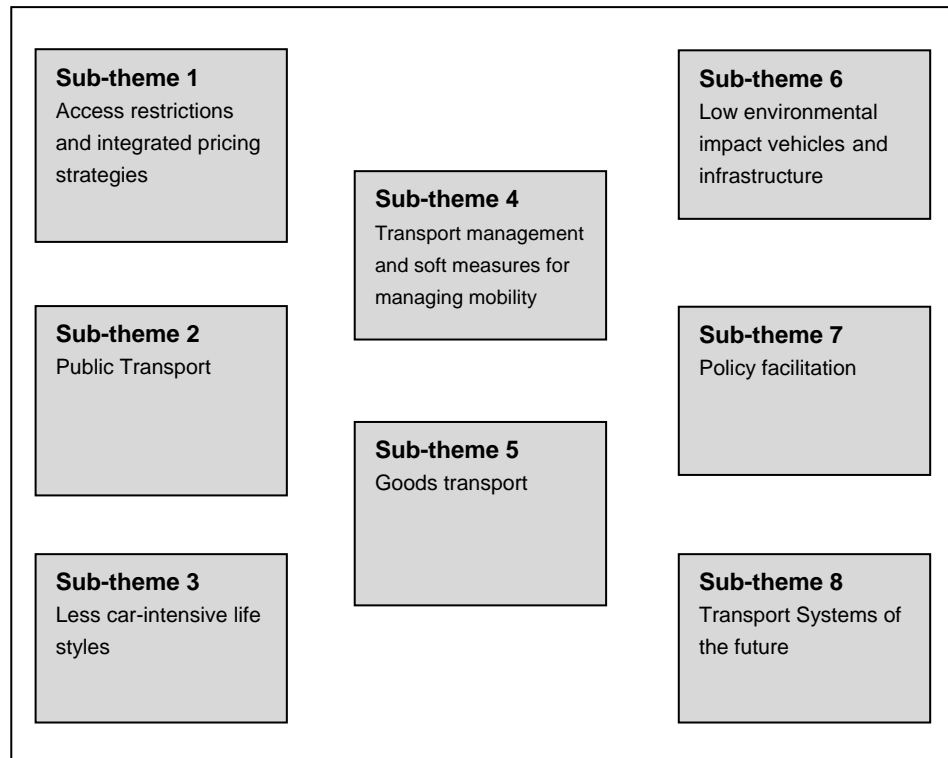 Sub-theme 1
Access restrictions
and integrated pricing
strategies
Sub-theme 2
Public Transport
Sub-theme 3
Less car-intensive life
styles
Sub-theme 4
Transport management
and soft measures for
managing mobility
Sub-theme 5
Goods transport
Sub-theme 6
Low environmental
impact vehicles and
infrastructure
Sub-theme 7
Policy facilitation
Sub-theme 8
Transport Systems of
the future